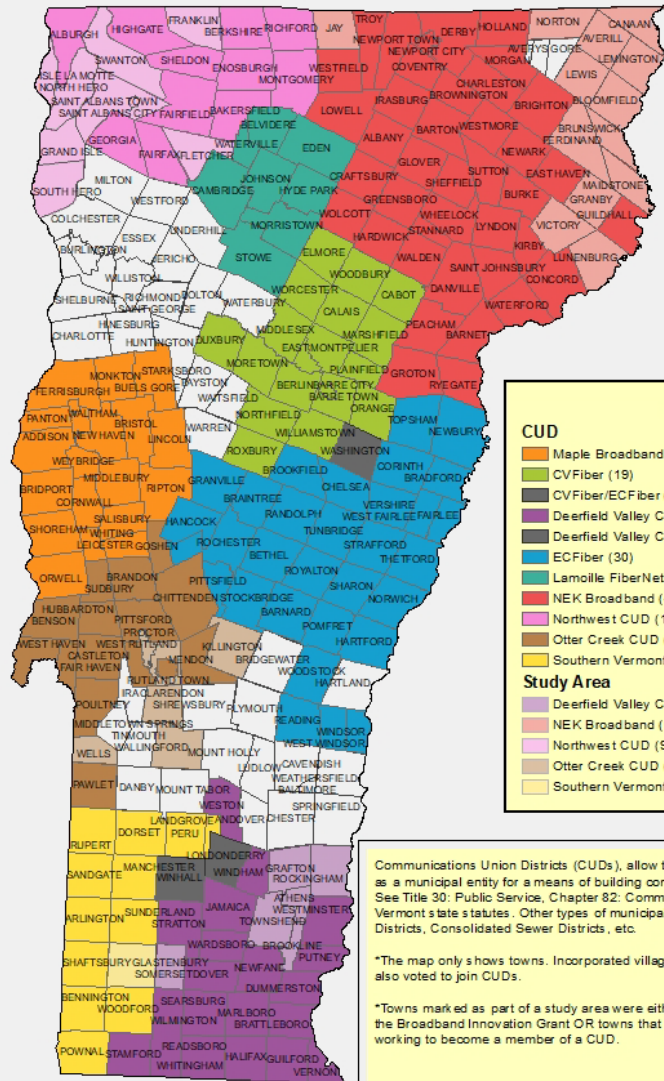 ALBURGH
HIGHGATE
FRANKLIN
BERKSHIRE
RICHFORD
JAY
TROY
NEWPORT TOWN
DERBY
HOLLAND
NORTON
CANAAN
AVERILL
NEWPORT CITY
MORGAN
AVERYS GORE
LEMINGTON
SWANTON
SHELDON
ENOSBURGH
MONTGOMERY
WESTFIELD
COVENTRY
LEWIS
ISLE LA MOTTE
NORTH HERO
CHARLESTON
BRIGHTON
BLOOMFIELD
SAINT ALBANS TOWN
SAINT ALBANS CITY
FAIRFIELD
BAKERSFIELD
LOWELL
IRASBURG
BROWNINGTON
BRUNSWICK
FERDINAND
GEORGIA
BELVIDERE
ALBANY
BARTON
WESTMORE
GRAND ISLE
FAIRFAX
FLETCHER
WATERVILLE
EDEN
GLOVER
NEWARK
EAST HAVEN
MAIDSTONE
SOUTH HERO
MILTON
CAMBRIDGE
JOHNSON
HYDE PARK
CRAFTSBURY
SHEFFIELD
SUTTON
BURKE
GRANBY
GUILDHALL
WESTFORD
GREENSBORO
WHEELOCK
VICTORY
COLCHESTER
UNDERHILL
MORRISTOWN
WOLCOTT
STANNARD
LYNDON
ESSEX
HARDWICK
KIRBY
BURLINGTON
JERICHO
STOWE
ELMORE
WALDEN
LUNENBURG
WILLISTON
WOODBURY
SAINT JOHNSBURY
CONCORD
SHELBURNE
RICHMOND
BOLTON
WATERBURY
WORCESTER
CABOT
DANVILLE
SAINT GEORGE
CALAIS
WATERFORD
CHARLOTTE
HINESBURG
HUNTINGTON
DUXBURY
MIDDLESEX
MARSHFIELD
PEACHAM
BARNET
EAST MONTPELIER
STARKSBORO
MORETOWN
PLAINFIELD
GROTON
MONKTON
BUELS GORE
FAYSTON
BERLIN
BARRE CITY
RYEGATE
FERRISBURGH
WAITSFIELD
BARRE TOWN
ORANGE
PANTON
WALTHAM
BRISTOL
NORTHFIELD
TOPSHAM
NEWBURY
ADDISON
NEW HAVEN
LINCOLN
WARREN
WILLIAMSTOWN
WASHINGTON
WEYBRIDGE
ROXBURY
BROOKFIELD
CORINTH
BRIDPORT
MIDDLEBURY
RIPTON
GRANVILLE
CHELSEA
BRADFORD
CORNWALL
BRAINTREE
VERSHIRE
SALISBURY
HANCOCK
RANDOLPH
WEST FAIRLEE
FAIRLEE
SHOREHAM
WHITING
TUNBRIDGE
LEICESTER
GOSHEN
ROCHESTER
STRAFFORD
BETHEL
THETFORD
ORWELL
BRANDON
PITTSFIELD
ROYALTON
SUDBURY
CHITTENDEN
STOCKBRIDGE
SHARON
NORWICH
HUBBARDTON
BENSON
PITTSFORD
BARNARD
PROCTOR
POMFRET
WEST HAVEN
WEST RUTLAND
KILLINGTON
HARTFORD
CASTLETON
MENDON
BRIDGEWATER
FAIR HAVEN
WOODSTOCK
RUTLAND TOWN
HARTLAND
IRA
CLARENDON
POULTNEY
SHREWSBURY
PLYMOUTH
MIDDLETOWN SPRINGS
READING
WINDSOR
TINMOUTH
WEST WINDSOR
WELLS
WALLINGFORD
MOUNT HOLLY
LUDLOW
CAVENDISH
WEATHERSFIELD
PAWLET
DANBY
MOUNT TABOR
BALTIMORE
WESTON
SPRINGFIELD
LANDGROVE
ANDOVER
CHESTER
RUPERT
DORSET
PERU
LONDONDERRY
SANDGATE
MANCHESTER
WINHALL
WINDHAM
GRAFTON
ROCKINGHAM
ATHENS
ARLINGTON
SUNDERLAND
JAMAICA
WESTMINSTER
STRATTON
TOWNSHEND
WARDSBORO
BROOKLINE
SHAFTSBURY
GLASTENBURY
PUTNEY
SOMERSET
DOVER
NEWFANE
DUMMERSTON
BENNINGTON
SEARSBURG
MARLBORO
WOODFORD
WILMINGTON
BRATTLEBORO
POWNAL
STAMFORD
READSBORO
HALIFAX
GUILFORD
WHITINGHAM
VERNON
CUD
Maple Broadband
CVFiber (19)
CVFiber/ECFiber
Deerfield Valley C
Deerfield Valley C
ECFiber (30)
Lamoille FiberNet
NEK Broadband (
Northwest CUD (1
Otter Creek CUD
Southern Vermont
Study Area
Deerfield Valley C
NEK Broadband (
Northwest CUD (9
Otter Creek CUD
Southern Vermont
Communications Union Districts (CUDs), allow t
as a municipal entity for a means of building con
See Title 30: Public Service, Chapter 82: Comm
Vermont state statutes. Other types of municipa
Districts, Consolidated Sewer Districts, etc.
*The map only shows towns. Incorporated villag
also voted to join CUDs.
*Towns marked as part of a study area were eith
the Broadband Innovation Grant OR towns that
working to become a member of a CUD.